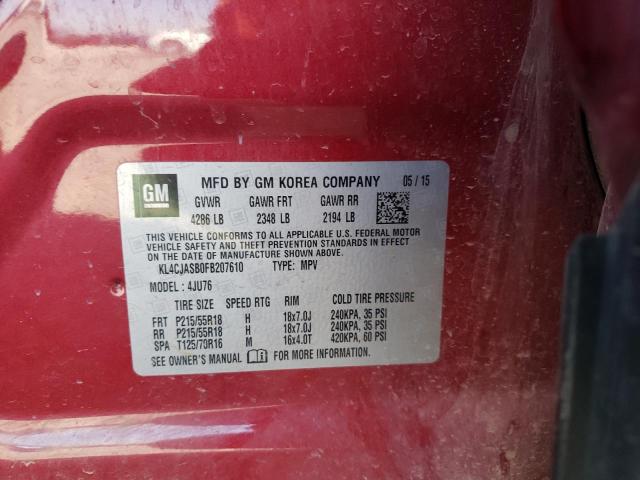 GM
MFD BY GM KOREA COMPANY 05 / 15
GVWR GAWR FRT GAWR RR
4286 LB 2348 LB 2194 LB
THIS VEHICLE CONFORMS TO ALL APPLICABLE U.S. FEDERAL MOTOR
VEHICLE SAFETY AND THEFT PREVENTION STANDARDS IN
EFFECT ON THE DATE OF MANUFACTURE SHOWN ABOVE.
KL4CJASB0FB207610 TYPE: MPV
MODEL : 4JU76
TIRE SIZE SPEED RTG RIM COLD TIRE PRESSURE
FRT P215/55R18 H 18x7.0J 240KPA, 35 PSI
RR P215/55R18 H 18x7.0J 240KPA, 35 PSI
SPA T125/70R16 M 16x4.0T 420KPA, 60 PSI
SEE OWNER'S MANUAL FOR MORE INFORMATION.